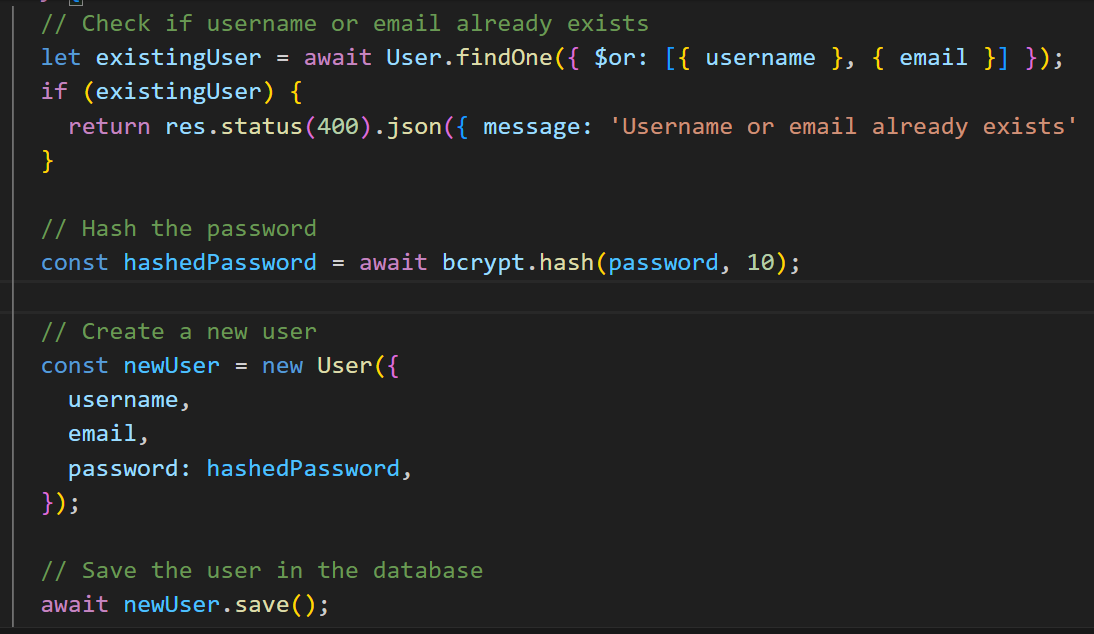 // Check if username or email already exists
let existingUser = await User.findOne({ $or: [{ username }, { email }] });
if (existingUser) {
return res.status(400).json({ message: 'Username or email already exists'
}
// Hash the password
const hashedPassword = await bcrypt.hash(password, 10);
// Create a new user
const newUser = new User({
username,
email,
password: hashedPassword,
});
// Save the user in the database
await newUser.save();